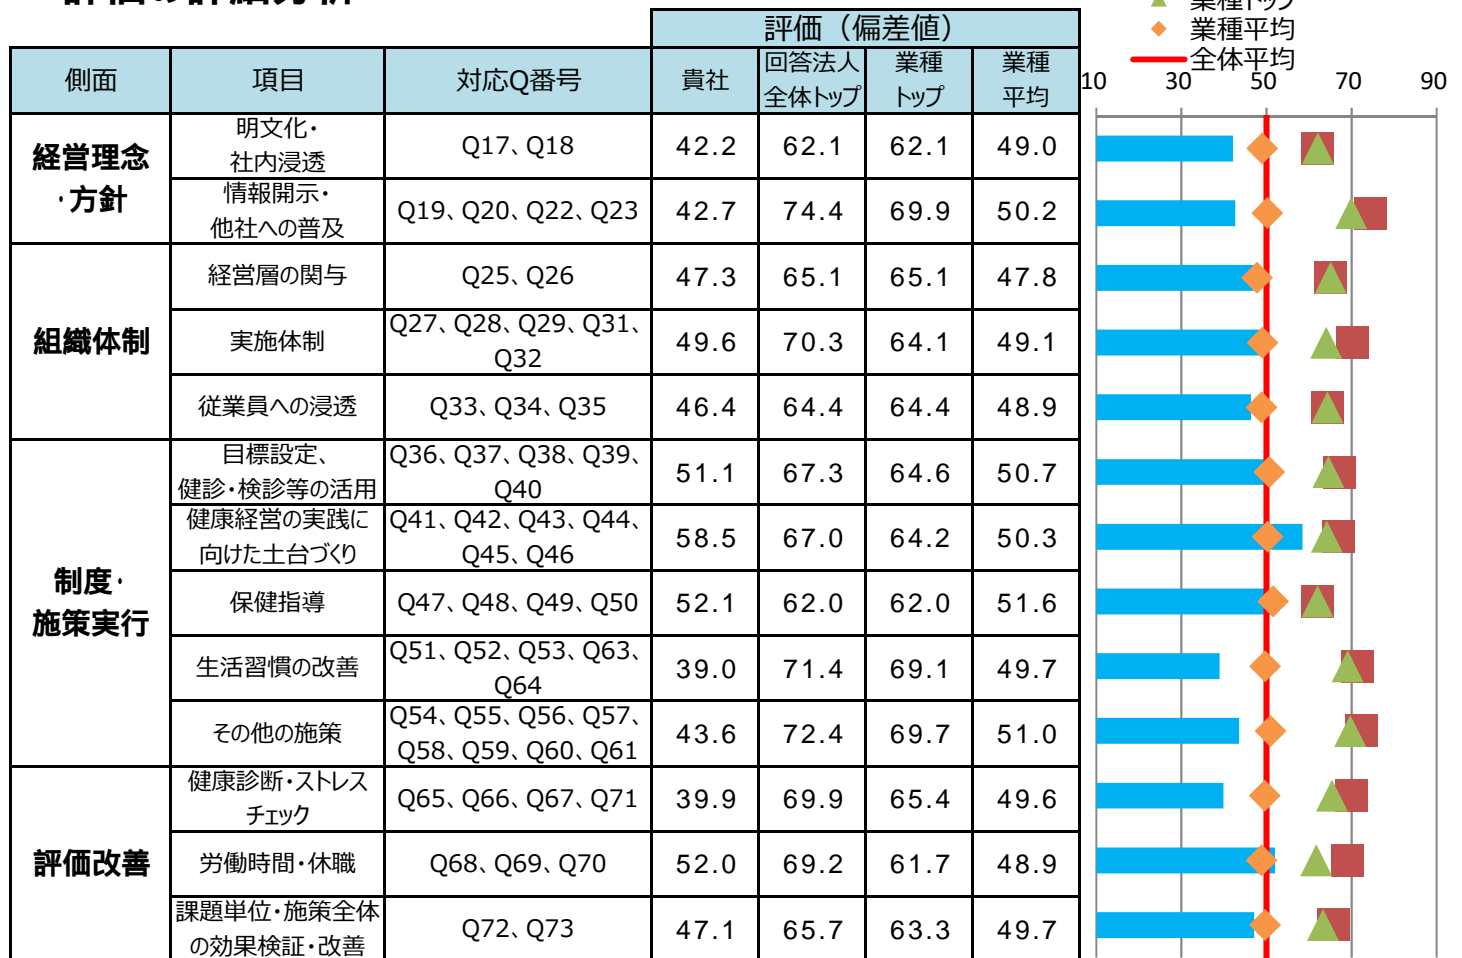 評価の詳細分析
業種トップ
業種平均
全体平均
評価（偏差値）
側面 項目 対応Q番号 貴社 回答法人全体トップ 業種トップ 業種平均
10 30 50 70 90
経営理念・方針
明文化・社内浸透 Q17、Q18 42.2 62.1 62.1 49.0
情報開示・他社への普及 Q19、Q20、Q22、Q23 42.7 74.4 69.9 50.2
組織体制
経営層の関与 Q25、Q26 47.3 65.1 65.1 47.8
実施体制 Q27、Q28、Q29、Q31、Q32 49.6 70.3 64.1 49.1
従業員への浸透 Q33、Q34、Q35 46.4 64.4 64.4 48.9
制度・施策実行
目標設定、健診・検診等の活用 Q36、Q37、Q38、Q39、Q40 51.1 67.3 64.6 50.7
健康経営の実践に向けた土台づくり Q41、Q42、Q43、Q44、Q45、Q46 58.5 67.0 64.2 50.3
保健指導 Q47、Q48、Q49、Q50 52.1 62.0 62.0 51.6
生活習慣の改善 Q51、Q52、Q53、Q63、Q64 39.0 71.4 69.1 49.7
その他の施策 Q54、Q55、Q56、Q57、Q58、Q59、Q60、Q61 43.6 72.4 69.7 51.0
評価改善
健康診断・ストレスチェック Q65、Q66、Q67、Q71 39.9 69.9 65.4 49.6
労働時間・休職 Q68、Q69、Q70 52.0 69.2 61.7 48.9
課題単位・施策全体の効果検証・改善 Q72、Q73 47.1 65.7 63.3 49.7